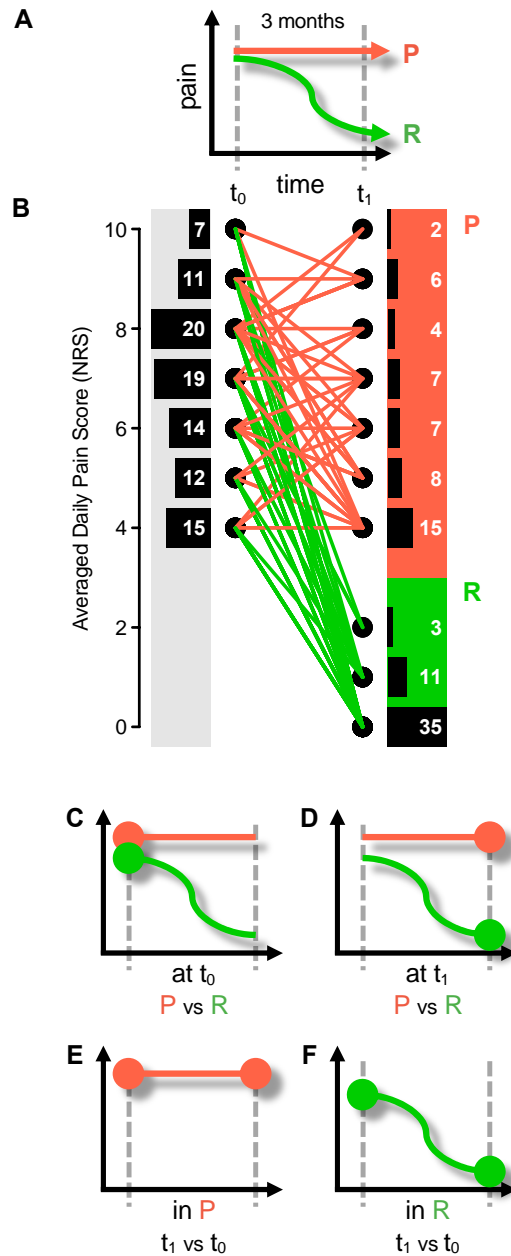 A
3 months
P
pain
R
time
t0
t1
B
P
10
7
2
11
6
8
20
4
19
7
6
14
7
12
8
4
15
15
R
2
3
11
0
35
Averaged Daily Pain Score (NRS)
C
D
at t0
at t1
P vs R
P vs R
E
F
in P
in R
t1 vs t0
t1 vs t0